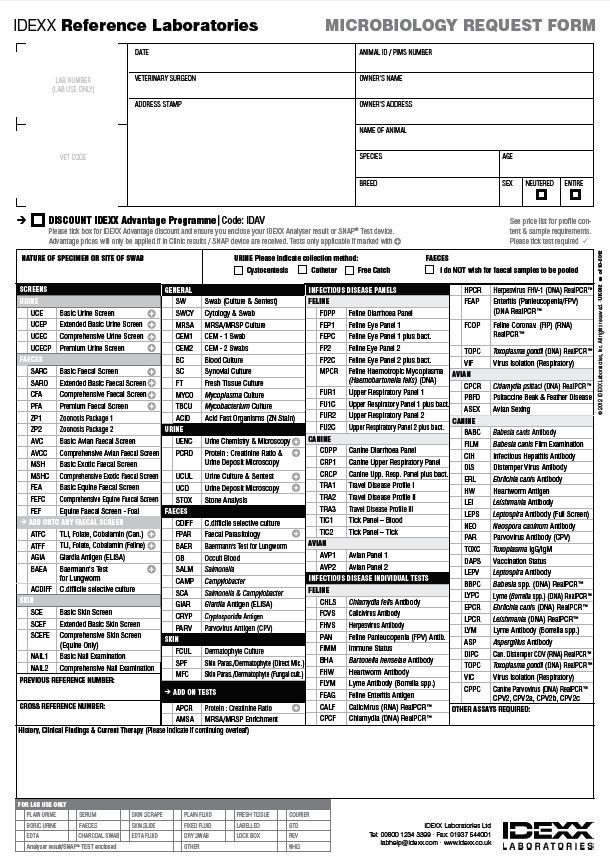 IDEXX Reference Laboratories
MICROBIOLOGY REQUEST FORM
LAB NUMBER
(LAB USE ONLY)
VET CODE
DATE
ANIMAL ID / PIMS NUMBER
VETERINARY SURGEON
OWNER'S NAME
ADDRESS STAMP
OWNER'S ADDRESS
NAME OF ANIMAL
SPECIES
AGE
BREED
SEX
NEUTERED
ENTIRE
DISCOUNT IDEXX Advantage Programme | Code: IDAV
Please tick box for IDEXX Advantage discount and ensure you enclose your IDEXX Analyser result or SNAP® Test device.
Advantage prices will only be applied if in Clinic results / SNAP device are received. Tests only applicable if marked with
See price list for profile con-
tent & sample requirements.
Please tick test required ✓
NATURE OF SPECIMEN OR SITE OF SWAB
URINE Please indicate collection method:
Cystocentesis
Catheter
Free Catch
FAECES
I do NOT wish for faecal samples to be pooled
SCREENS
URINE
UCE Basic Urine Screen
UCEP Extended Basic Urine Screen
UCEC Comprehensive Urine Screen
UCECP Premium Urine Screen
FAECES
SARC Basic Faecal Screen
SARO Extended Basic Faecal Screen
CFA Comprehensive Faecal Screen
PFA Premium Faecal Screen
ZP1 Zoonosis Package 1
ZP2 Zoonosis Package 2
AVC Basic Avian Faecal Screen
AVCC Comprehensive Avian Faecal Screen
MSH Basic Exotic Faecal Screen
MSHC Comprehensive Exotic Faecal Screen
FEA Basic Equine Faecal Screen
FEFC Comprehensive Equine Faecal Screen
FEF Equine Faecal Screen - Foal
ADD ONTO ANY FAECAL SCREEN
ATFC TLI, Folate, Cobalamin (Can.)
ATFF TLI, Folate, Cobalamin (Feline)
AGIA Giardia Antigen (ELISA)
BAEA Baermann's Test
for Lungworm
ACDIFF C.difficile selective culture
SKIN
SCE Basic Skin Screen
SCEF Extended Basic Skin Screen
SCEFE Comprehensive Skin Screen
(Equine Only)
NAIL1 Basic Nail Examination
NAIL2 Comprehensive Nail Examination
PREVIOUS REFERENCE NUMBER:
GROSS REFERENCE NUMBER:
GENERAL
SW Swab (Culture & Sentest)
SWCY Cytology & Swab
MRSA MRSA/MRSP Culture
CEM1 CEM - 1 Swab
CEM2 CEM - 2 Swabs
BC Blood Culture
SC Synovial Culture
FT Fresh Tissue Culture
MYCO Mycoplasma Culture
TBCU Mycobacterium Culture
ACID Acid Fast Organisms (ZN Stain)
URINE
UENC Urine Chemistry & Microscopy
PCRD Protein : Creatinine Ratio &
Urine Deposit Microscopy
UCUL Urine Culture & Sentest
UCD Urine Deposit Microscopy
STOX Stone Analysis
FAECES
CDIFF C.difficile selective culture
FPAR Faecal Parasitology
BAER Baermanns Test for Lungworm
OB Occult Blood
SALM Salmonella
CAMP Campylobacter
SCA Salmonella & Campylobacter
GIAR Giardia Antigen (ELISA)
CRYP Cryptosporidia Antigen
PARV Parvovirus Antigen (CPV)
SKIN
FCUL Dermatophyte Culture
SPF Skin Paras./Dermatophyte (Direct Mic.)
MFC Skin Paras./Dermatophyte (Fungal cult.)
ADD ON TESTS
APCR Protein : Creatinine Ratio
AMSA MRSA/MRSP Enrichment
INFECTIOUS DISEASE PANELS
FELINE
FDPP Feline Diarrhea Panel
FEP1 Feline Eye Panel 1
FEPC Feline Eye Panel 1 plus bact.
FP2 Feline Eye Panel 2
FP2C Feline Eye Panel 2 plus bact.
MPCR Feline Haemotropic Mycoplasma
(Haemobartonella felis) (DNA)
FUR1 Upper Respiratory Panel 1
FU1C Upper Respiratory Panel 1 plus bact.
FUR2 Upper Respiratory Panel 2
FU2C Upper Respiratory Panel 2 plus bact.
CANINE
CDPP Canine Diarrhea Panel
CRP1 Canine Upper Respiratory Panel
CRCP Canine Upp. Resp. Panel plus bact.
TRA1 Travel Disease Profile I
TRA2 Travel Disease Profile II
TRA3 Travel Disease Profile III
TIC1 Tick Panel – Blood
TIC2 Tick Panel – Tick
AVIAN
AVP1 Avian Panel 1
AVP2 Avian Panel 2
INFECTIOUS DISEASE INDIVIDUAL TESTS
FELINE
CHLS Chlamydia felis Antibody
FCVS Calicivirus Antibody
FHVS Herpesvirus Antibody
PAN Feline Panleucopenia (FPV) Antib.
FIMM Immune Status
BHA Bartonella henselae Antibody
FHW Heartworm Antibody
FLYM Lyme Antibody (Borrelia spp.)
FEAG Feline Enteritis Antigen
CALF Calicivirus (RNA) RealPCR™
CPCF Chlamydia (DNA) RealPCR™
HPCR Herpesvirus FHV-1 (DNA) RealPCR™
FEAP Enteritis (Panleucopenia/FPV)
(DNA RealPCR™
FCOP Feline Coronav. (FIP) (RNA)
RealPCR™
TOPC Toxoplasma gondii (DNA) RealPCR™
VIF Virus Isolation (Respiratory)
AVIAN
CPCR Chlamydia psitaci (DNA) RealPCR™
PBFD Psittaccine Beak & Feather Disease
ASEX Avian Sexing
CANINE
BABC Babesia canis Antibody
FILM Babesia canis Film Examination
CIH Infectious Hepatitis Antibody
DIS Distemper Virus Antibody
ERL Ehrlichia canis Antibody
HW Heartworm Antigen
LEI Leishmania Antibody
LEPS Leptospira Antibody (Full Screen)
NEO Neospora caninum Antibody
PAR Parvovirus Antibody (CPV)
TOXC Toxoplasma IgG/IgM
DAPS Vaccination Status
LEPV Leptospira Antibody
BBPC Babesia spp. (DNA) RealPCR™
LYPC Lyme (Borrelia spp.) (DNA) RealPCR™
EPCR Ehrlichia canis (DNA) RealPCR™
LPCR Leishmania (DNA) RealPCR™
LYM Lyme Antibody (Borrelia spp.)
ASP Aspergillus Antibody
DIPC Can. Distemper CDV (RNA) RealPCR™
TOPC Toxoplasma gondii (DNA) RealPCR™
VIC Virus Isolation (Respiratory)
CPPC Canine Parvovirus (DNA) RealPCR™
CPV2, CPV2a, CPV2b, CPV2c
OTHER ASSAYS REQUIRED:
History, Clinical Findings & Current Therapy (Please indicate if continuing overleaf)
FOR LAB USE ONLY
PLAIN URINE SERUM SKIN SCRAPE PLAIN FLUID FRESH TISSUE COURIER
BORIC URINE FAECES SKIN SLIDE FIXED FLUID LABELLED GTD
EDTA CHARCOAL SWAB EDTA FLUID DRY SWAB LOCK BOX REV
Analyser result/SNAP® TEST enclosed OTHER NHG
IDEXX Laboratories Ltd
Tel: 00800 1234 3399 · Fax: 01937 544001
labhelp@idexx.com · www.idexx.co.uk
IDEXX
LABORATORIES